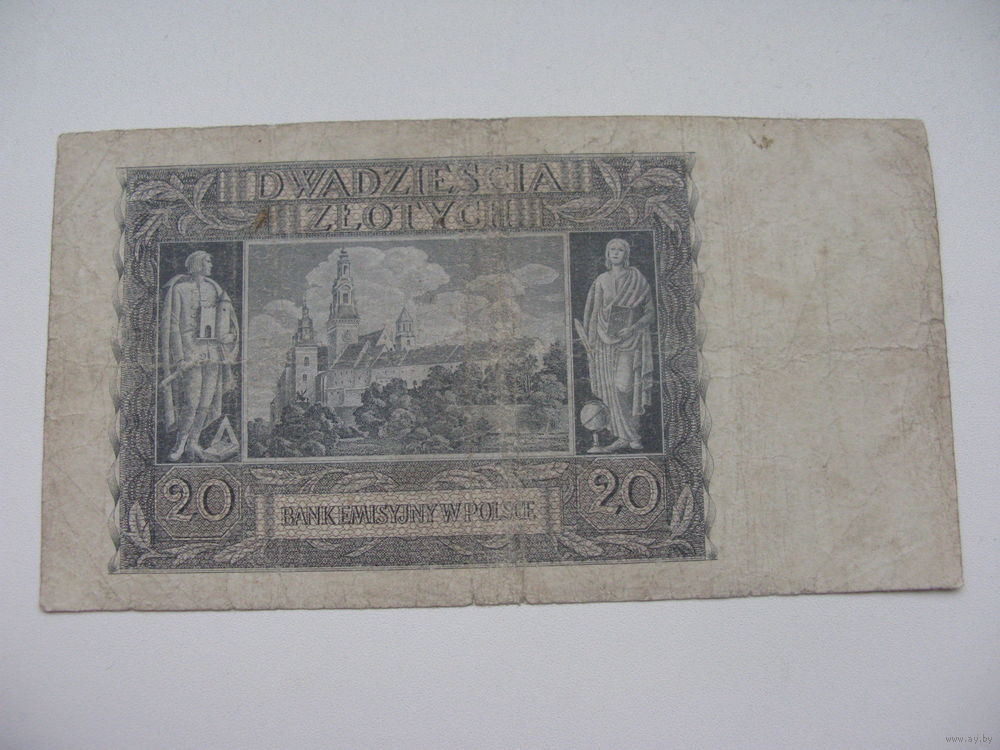 DWADZIEŚCIA
ZŁOTYCH
20
20
BANK EMISYJNY W POLSCE
www.ay.by